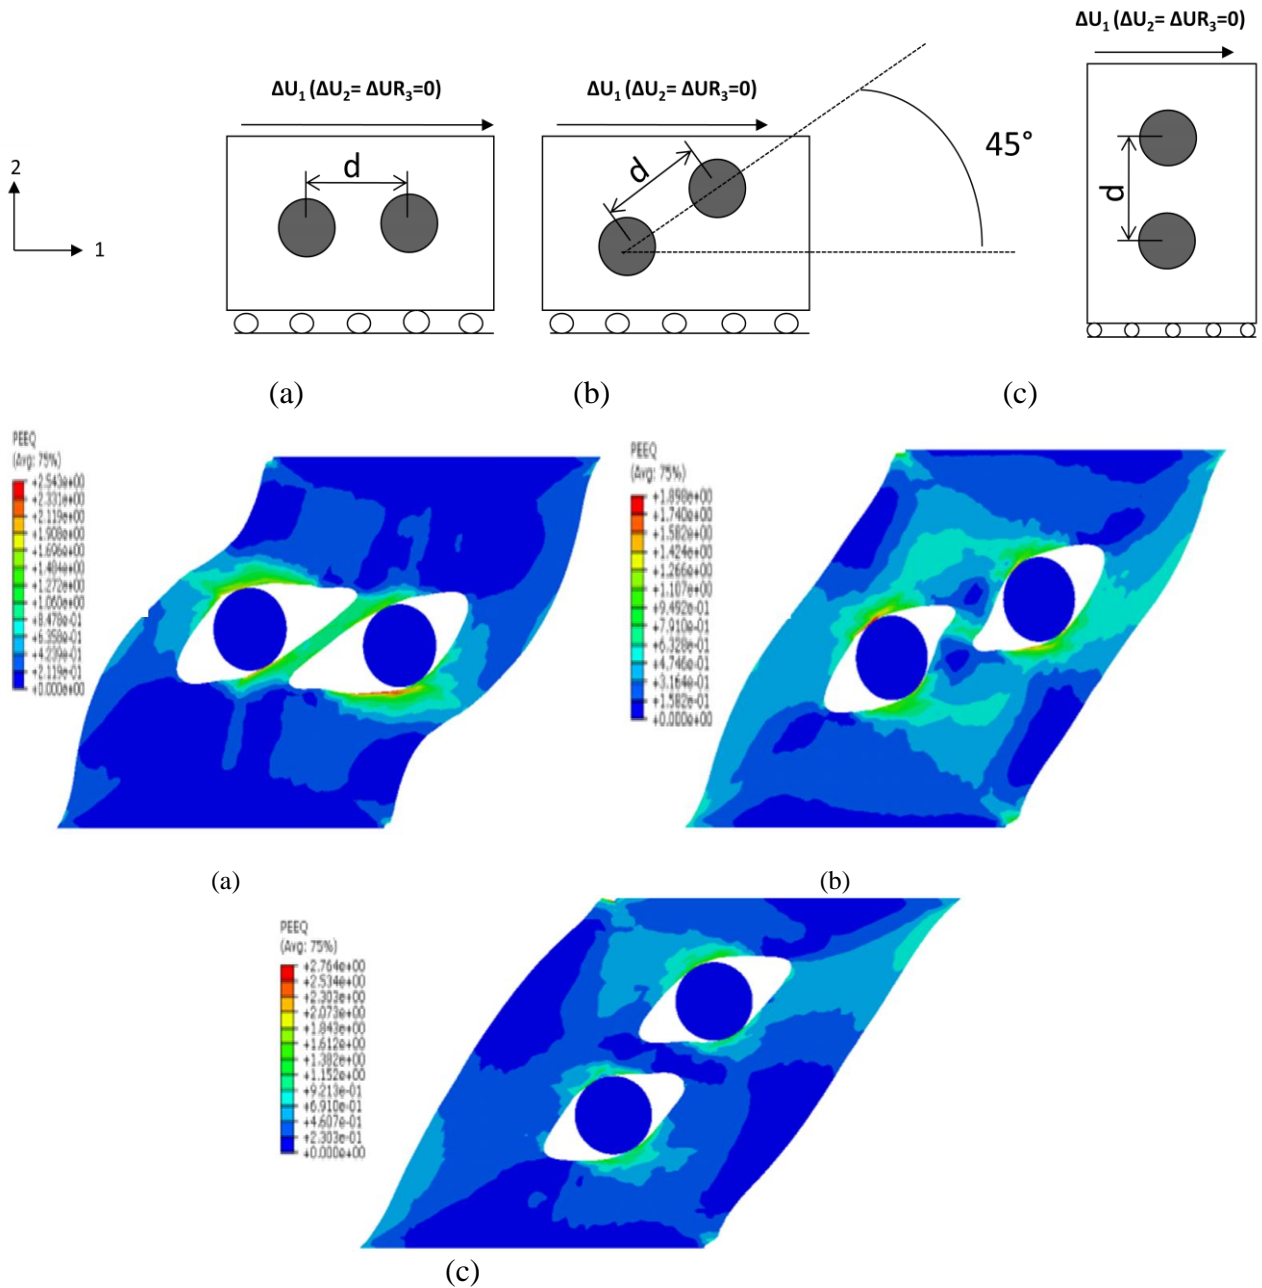 ΔU1 (ΔU2= ΔUR3=0)
ΔU1 (ΔU2= ΔUR3=0)
ΔU1 (ΔU2= ΔUR3=0)
2
1
d
d
45°
d
(a)
(b)
(c)
PEEQ
(Avg: 75%)
+2.543e+00
+2.331e+00
+2.119e+00
+1.908e+00
+1.696e+00
+1.484e+00
+1.272e+00
+1.060e+00
+8.478e-01
+6.358e-01
+4.239e-01
+2.119e-01
+0.000e+00
PEEQ
(Avg: 75%)
+1.898e+00
+1.740e+00
+1.582e+00
+1.424e+00
+1.266e+00
+1.107e+00
+9.492e-01
+7.910e-01
+6.328e-01
+4.746e-01
+3.164e-01
+1.582e-01
+0.000e+00
(a)
(b)
PEEQ
(Avg: 75%)
+2.764e+00
+2.534e+00
+2.303e+00
+2.073e+00
+1.843e+00
+1.612e+00
+1.382e+00
+1.152e+00
+9.213e-01
+6.910e-01
+4.607e-01
+2.303e-01
+0.000e+00
(c)